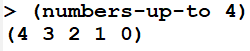 > (numbers-up-to 4)
(4 3 2 1 0)